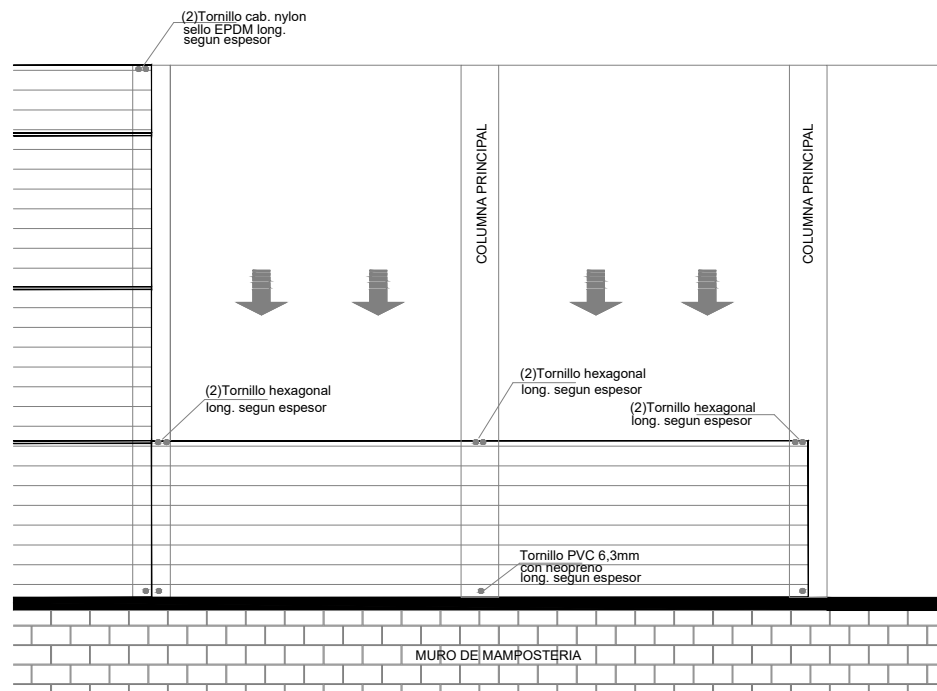 (2)Tornillo cab. nylon
sello EPDM long.
segun espesor
COLUMNA PRINCIPAL
COLUMNA PRINCIPAL
(2)Tornillo hexagonal
long. segun espesor
(2)Tornillo hexagonal
long. segun espesor
(2)Tornillo hexagonal
long. segun espesor
Tornillo PVC 6,3mm
con neopreno
long. segun espesor
MURO DE MAMPOSTERIA